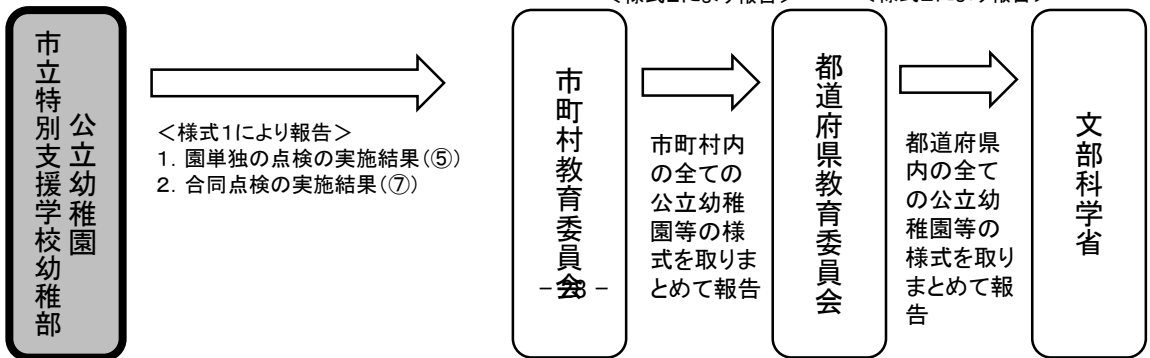 公立幼稚園
市立特別支援学校幼稚部
＜様式1により報告＞
1. 園単独の点検の実施結果(⑤)
2. 合同点検の実施結果(⑦)
市町村教育委員会
市町村内
の全ての
公立幼稚
園等の様
式を取りま
とめて報告
都道府県教育委員会
都道府県
内の全て
の公立幼
稚園等の
様式を取り
まとめて報
告
文部科学省